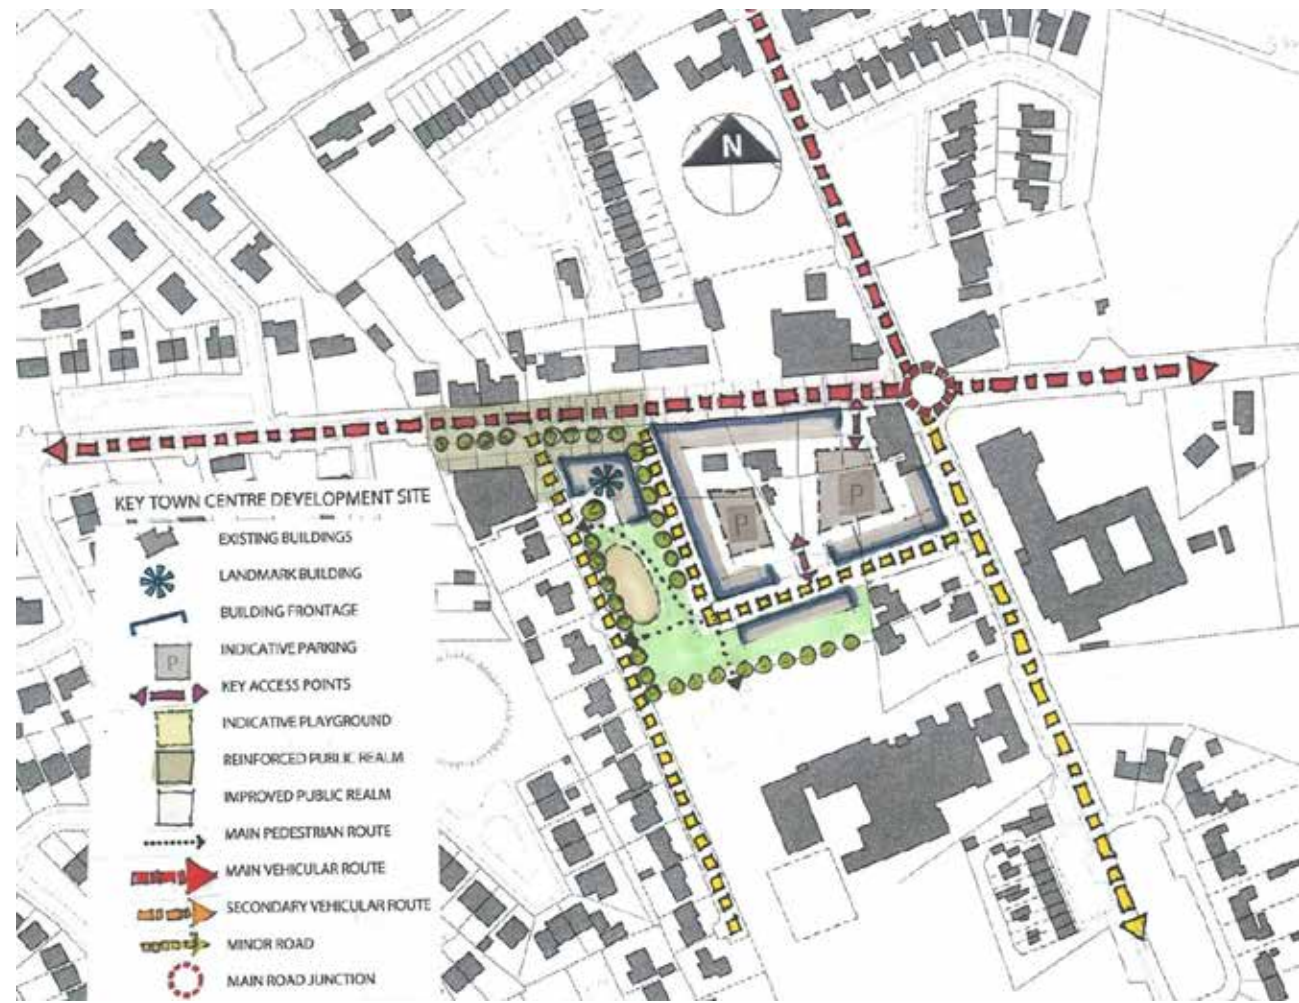 N
P
P
KEY TOWN CENTRE DEVELOPMENT SITE
EXISTING BUILDINGS
LANDMARK BUILDING
BUILDING FRONTAGE
P
INDICATIVE PARKING
KEY ACCESS POINTS
INDICATIVE PLAYGROUND
REINFORCED PUBLIC REALM
IMPROVED PUBLIC REALM
MAIN PEDESTRIAN ROUTE
MAIN VEHICULAR ROUTE
SECONDARY VEHICULAR ROUTE
MINOR ROAD
MAIN ROAD JUNCTION